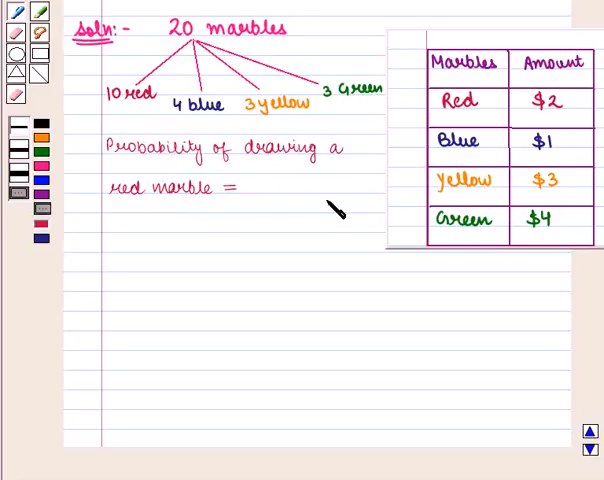 Soln:- 20 marbles
10 red 4 blue 3 yellow 3 Green
Probability of drawing a
red marble =
Marbles Amount
Red $2
Blue $1
Yellow $3
Green $4